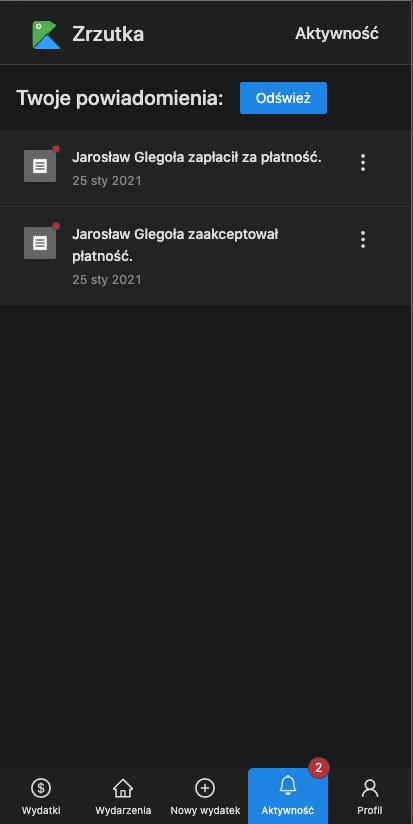 Zrzutka
Aktywność
Twoje powiadomienia:
Odśwież
Jarosław Glegoła zapłacił za płatność.
25 sty 2021
Jarosław Glegoła zaakceptował
płatność.
25 sty 2021
2
Wydatki
Wydarzenia
Nowy wydatek
Aktywność
Profil